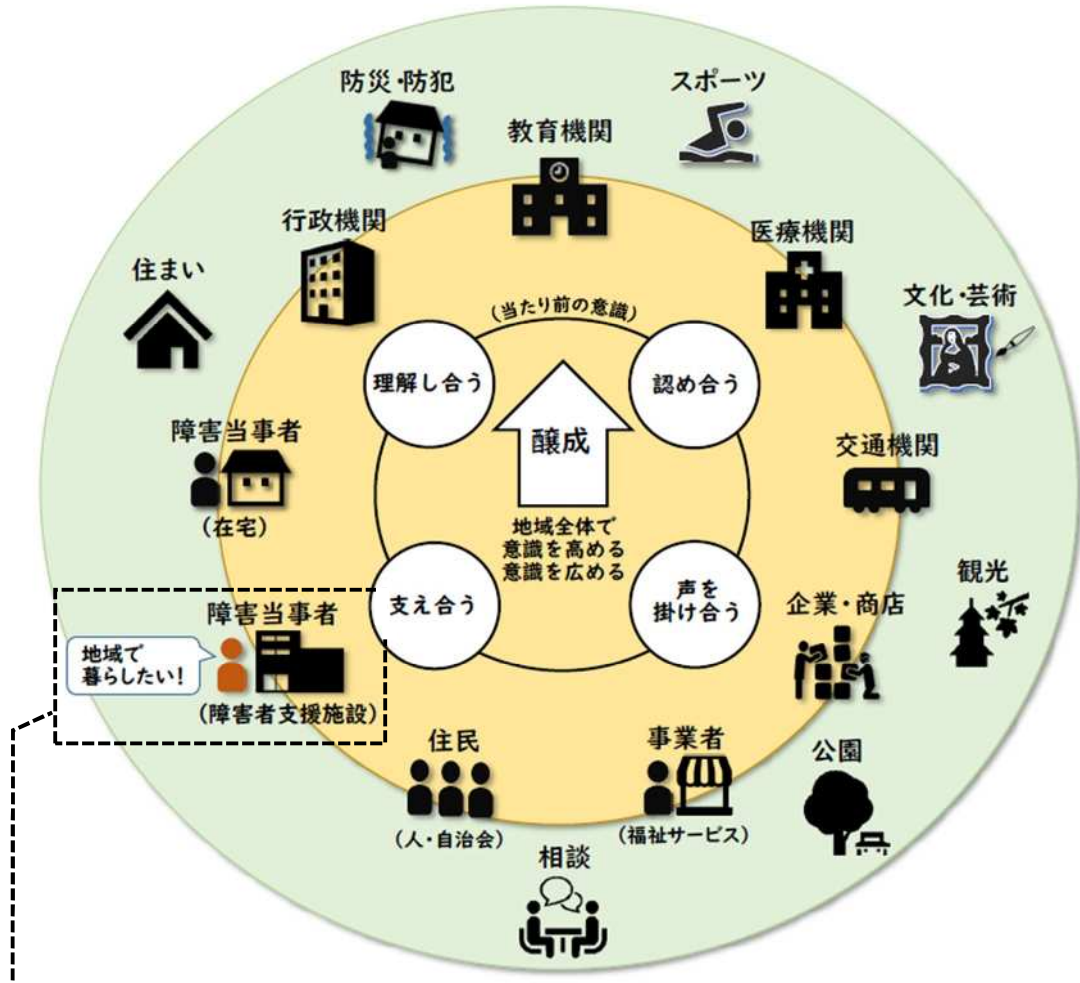 防災・防犯
スポーツ
教育機関
行政機関
医療機関
住まい
文化・芸術
(当たり前の意識)
理解し合う
認め合う
醸成
障害当事者
(在宅)
交通機関
地域全体で
意識を高める
意識を広める
支え合う
声を
掛け合う
観光
企業・商店
障害当事者
地域で
暮らしたい!
(障害者支援施設)
住民
(人・自治会)
事業者
(福祉サービス)
公園
相談